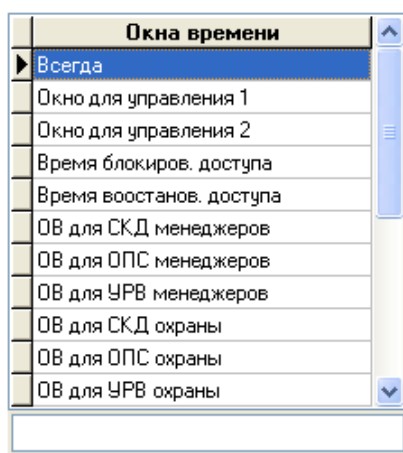 Окна времени
Всегда
Окно для управления 1
Окно для управления 2
Время блокиров. доступа
Время воостанов. доступа
ОВ для СКД менеджеров
ОВ для ОПС менеджеров
ОВ для УРВ менеджеров
ОВ для СКД охраны
ОВ для ОПС охраны
ОВ для УРВ охраны